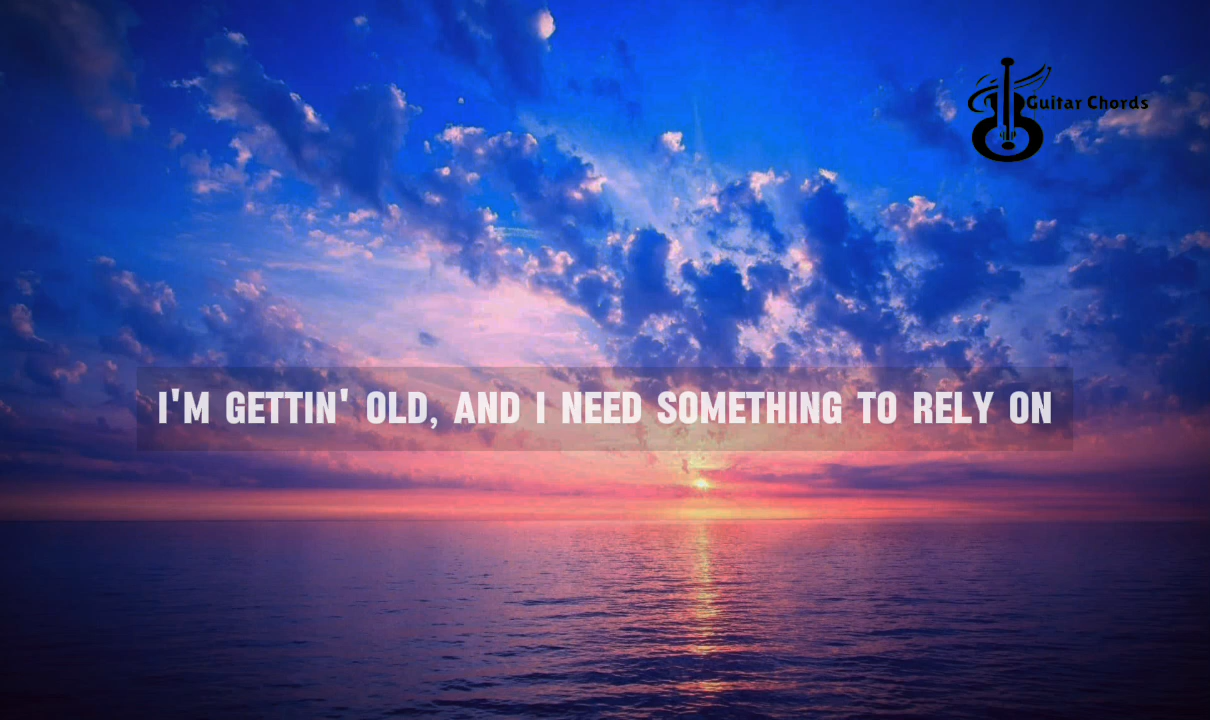 Guitar Chords
I'M GETTIN' OLD, AND I NEED SOMETHING TO RELY ON